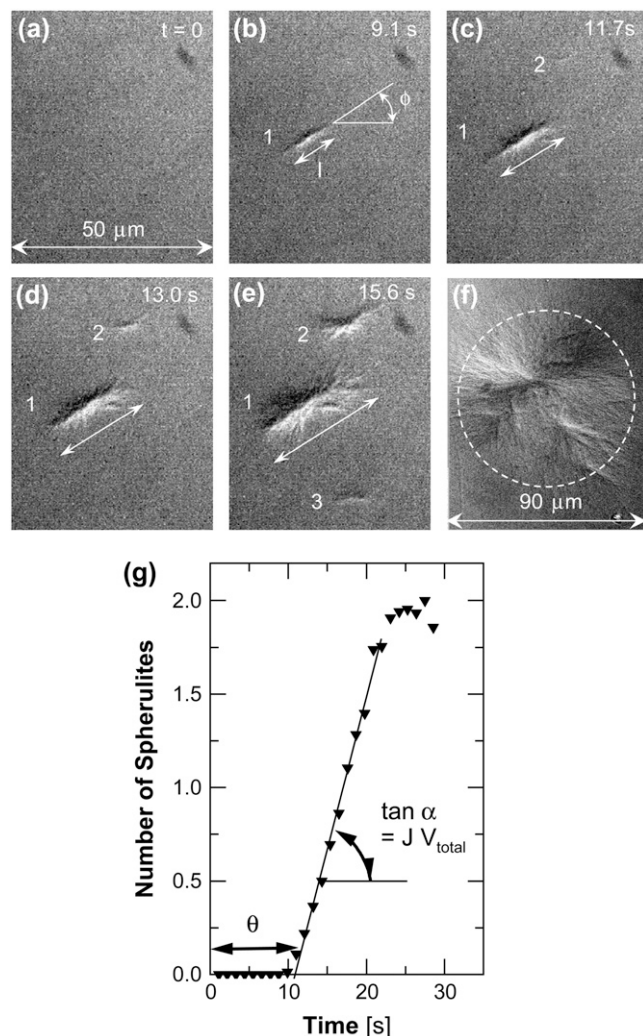 (a)
t = 0
50 μm
(b)
9.1 s
ϕ
1
l
(c)
11.7s
2
1
(d)
13.0 s
2
1
(e)
15.6 s
2
1
3
(f)
90 μm
(g)
2.0
1.5
1.0
0.5
0.0
Number of Spherulites
tan α
= J V_total
θ
0 10 20 30
Time [s]